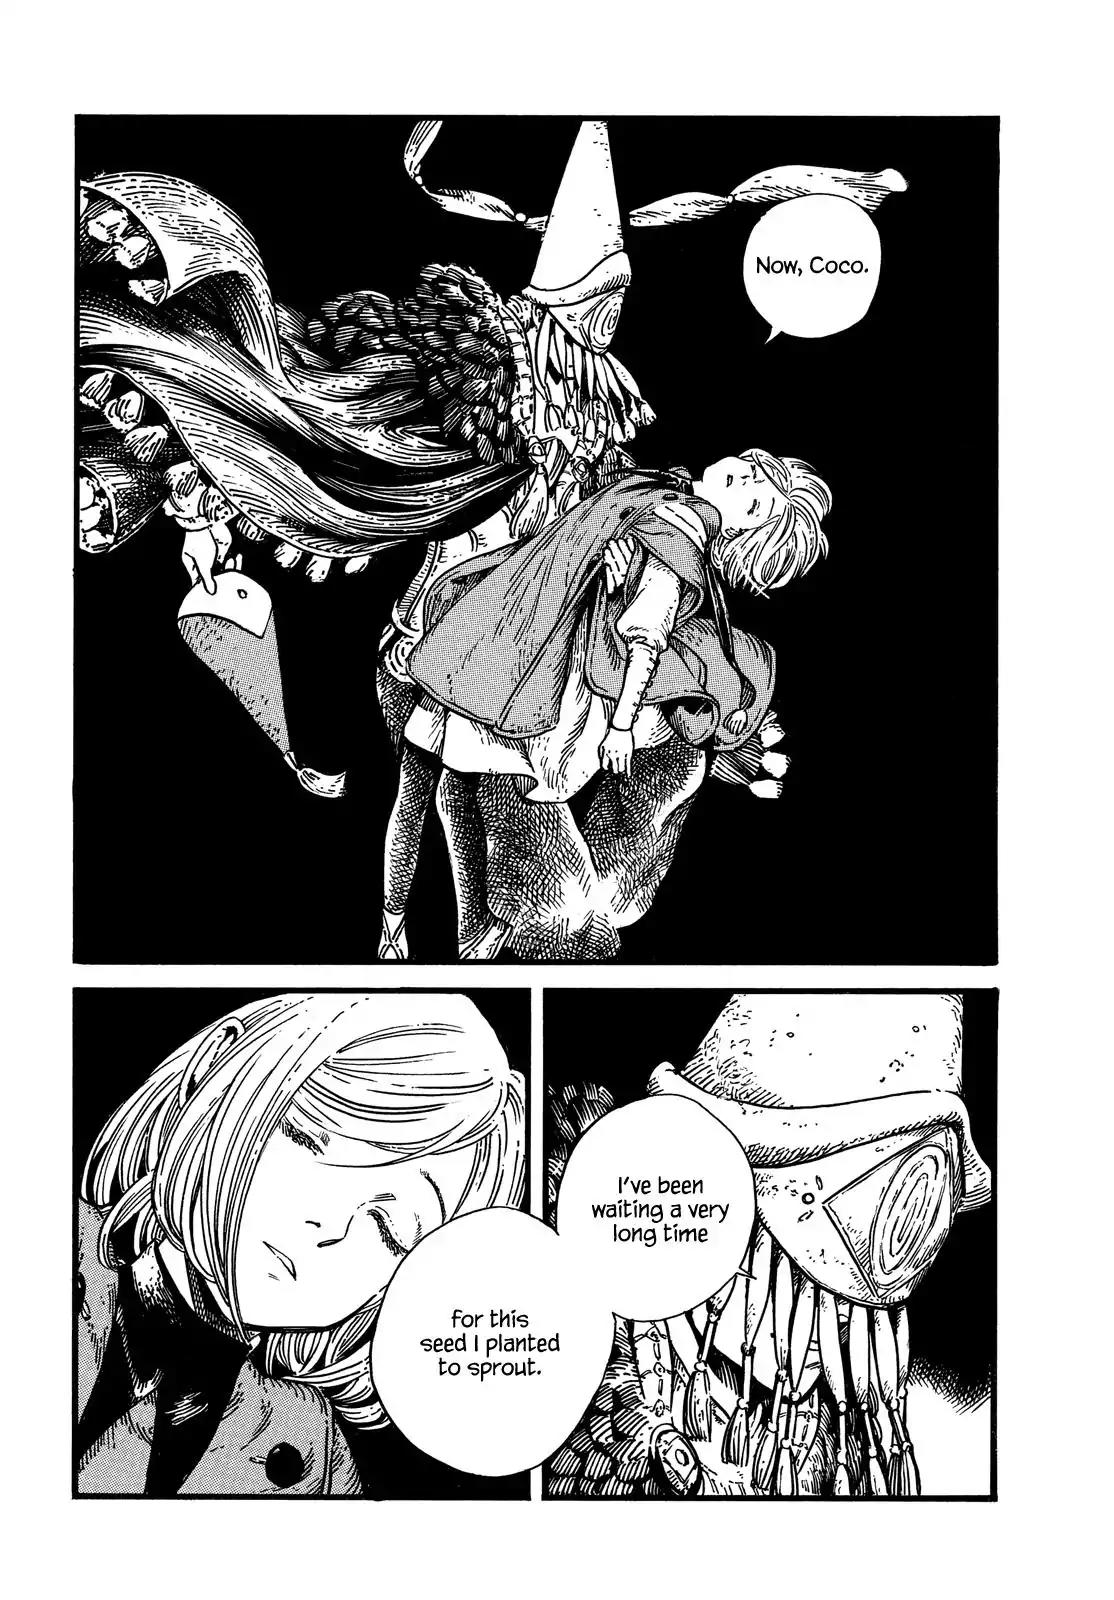 Now, Coco.
I've been
waiting a very
long time
for this
seed I planted
to sprout.